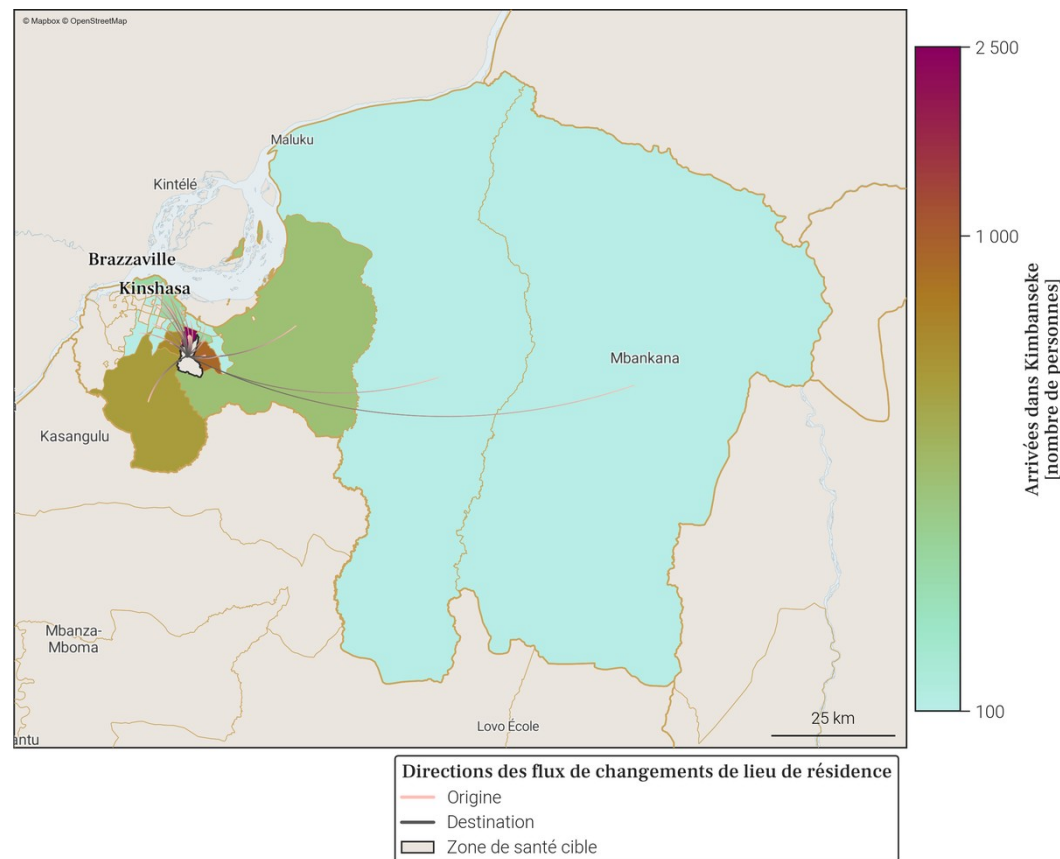 © Mapbox © OpenStreetMap
Maluku
Kintélé
Brazzaville
Kinshasa
Mbankana
Kasangulu
Mbanza-
Mboma
Lovo École
antu
25 km
2 500
1 000
100
Arrivées dans Kimbanseke
[nombre de personnes]
Directions des flux de changements de lieu de résidence
Origine
Destination
Zone de santé cible